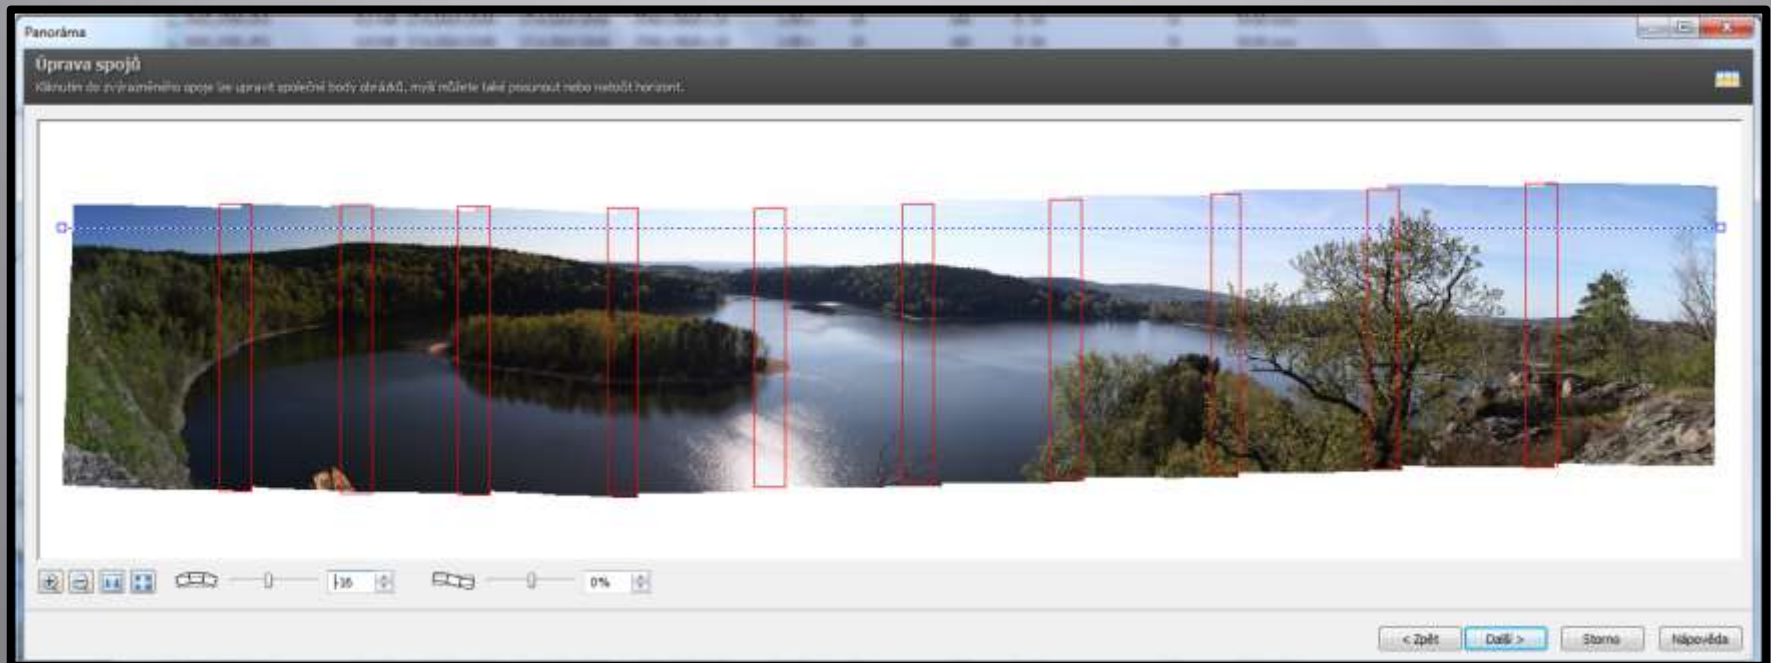 Panoráma
Úprava spojů
Kliknutím do zvýrazněného spoje lze upravit společné body obrázků, myší můžete také posunout nebo natočit horizont.
0%
< Zpět
Další >
Storno
Nápověda